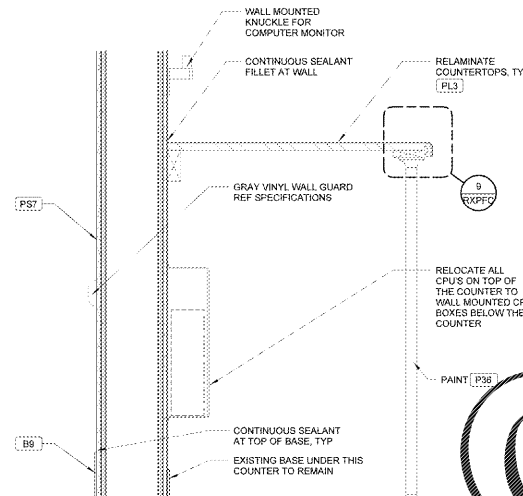 WALL MOUNTED
KNUCKLE FOR
COMPUTER MONITOR
CONTINUOUS SEALANT
FILLET AT WALL
RELAMINATE
COUNTERTOPS, TY
PL3
9
RXPFC
GRAY VINYL WALL GUARD
REF SPECIFICATIONS
PS7
RELOCATE ALL
CPU'S ON TOP OF
THE COUNTER TO
WALL MOUNTED CP
BOXES BELOW THE
COUNTER
PAINT P36
CONTINUOUS SEALANT
AT TOP OF BASE, TYP
B9
EXISTING BASE UNDER THIS
COUNTER TO REMAIN